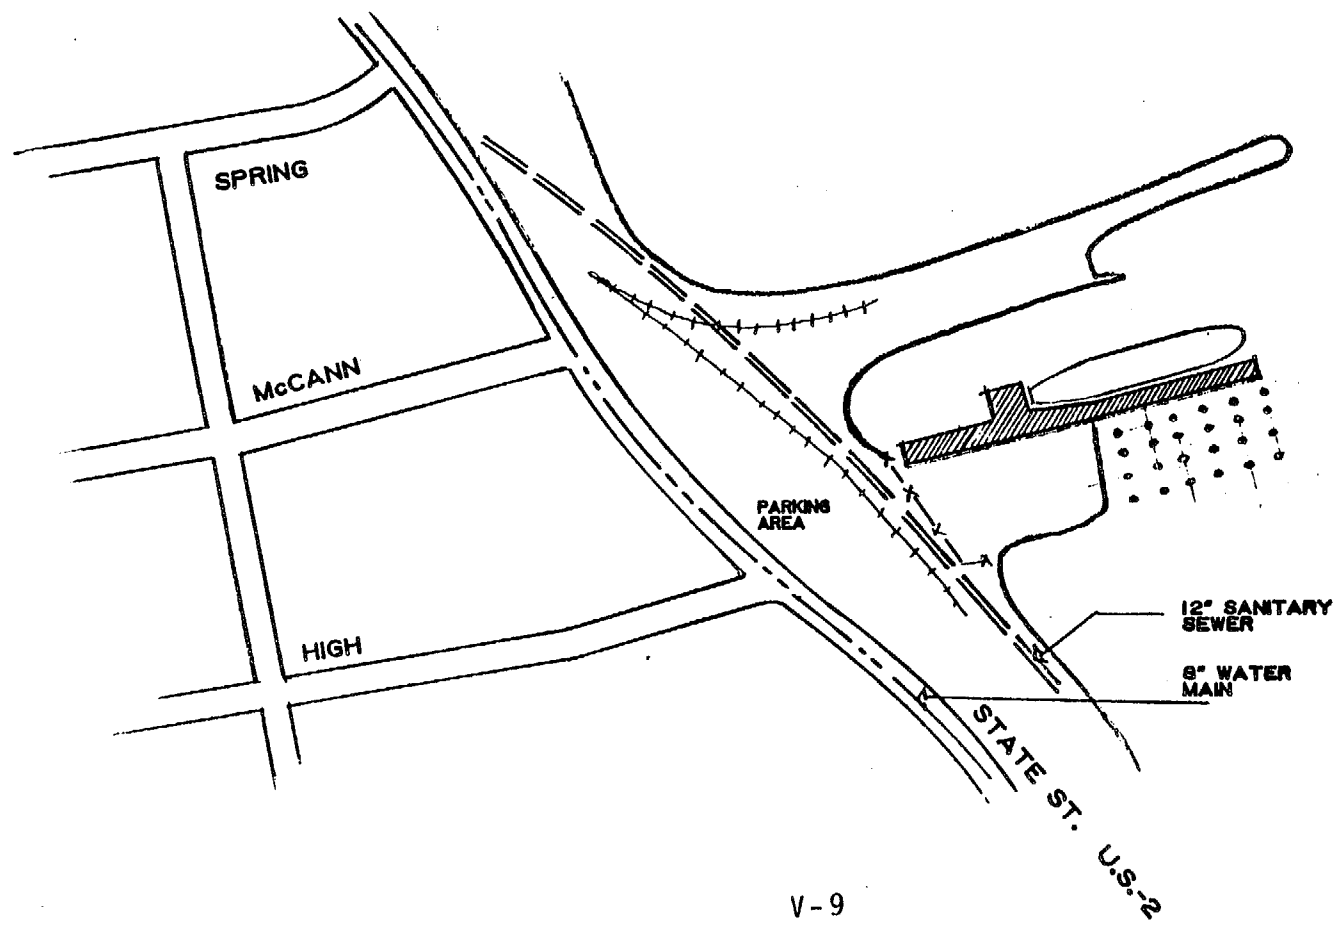 SPRING
McCANN
PARKING
AREA
HIGH
12" SANITARY
SEWER
8" WATER
MAIN
STATE ST. U.S.-2
V-9